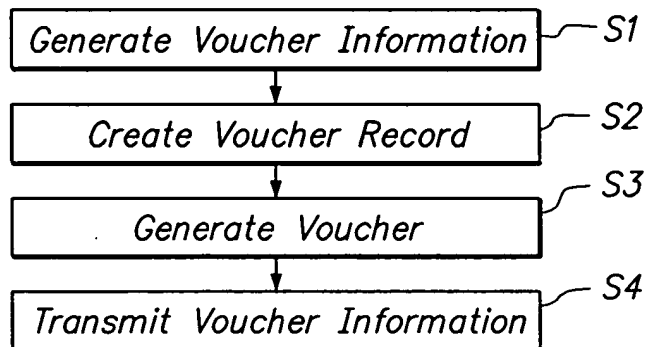 Generate Voucher Information S1
Create Voucher Record S2
Generate Voucher S3
Transmit Voucher Information S4